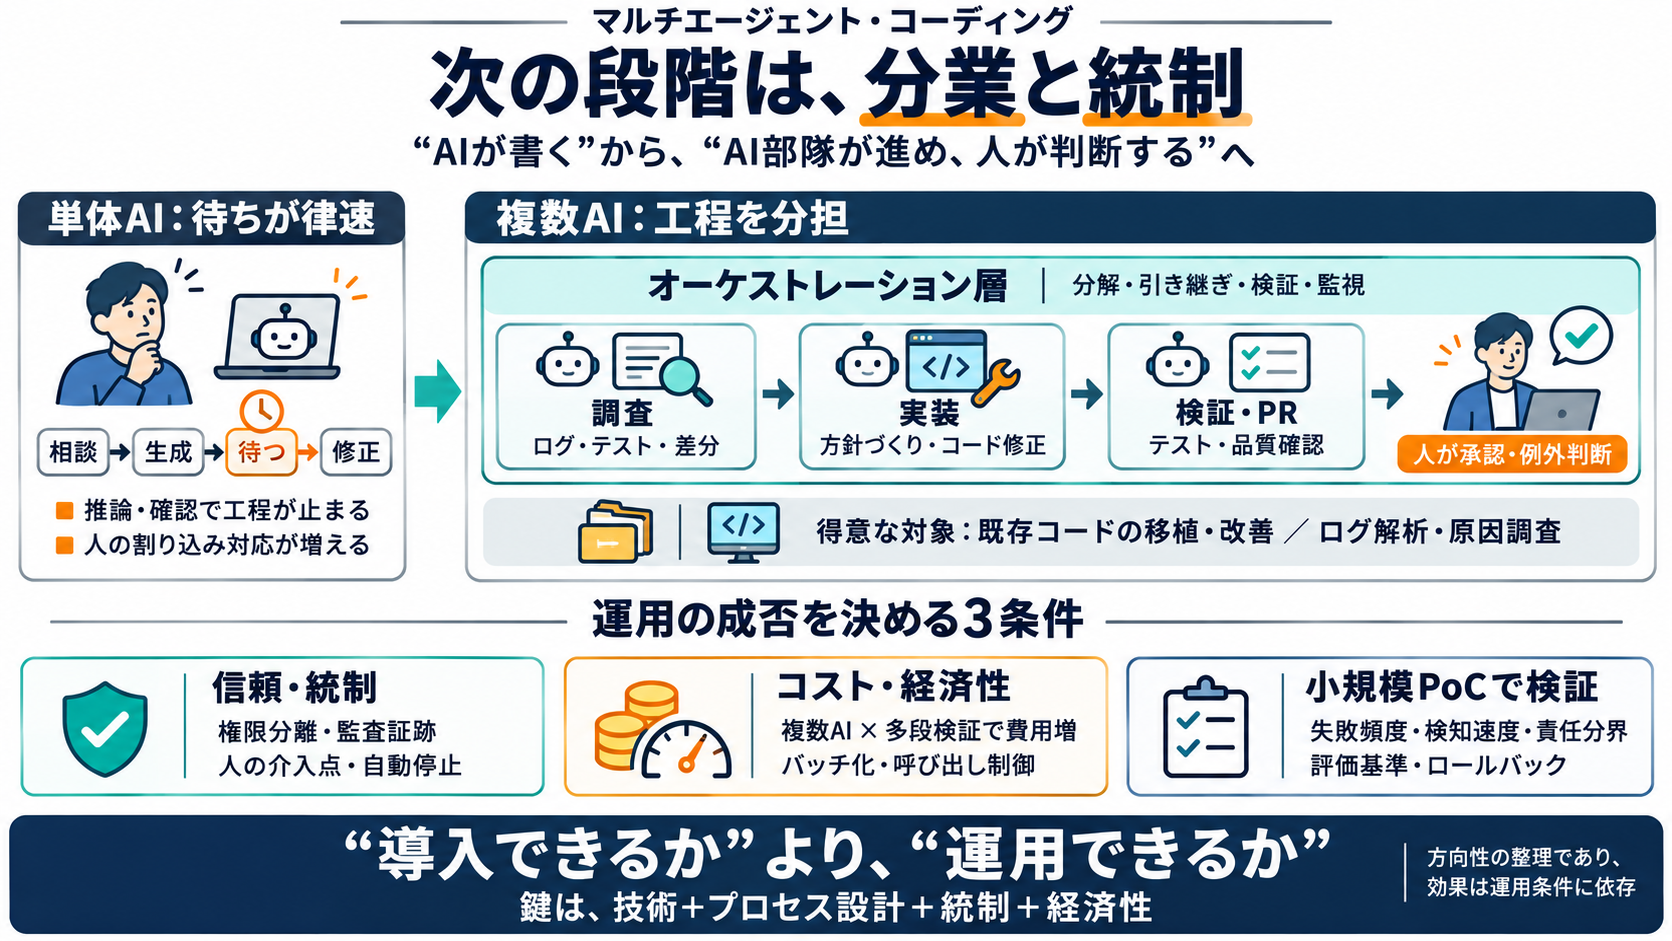 マルチエージェント・コーディング
次の段階は、分業と統制
“AIが書く”から、“AI部隊が進め、人が判断する”へ
単体AI：待ちが律速
相談
生成
待つ
修正
推論・確認で工程が止まる
人の割り込み対応が増える
複数AI：工程を分担
オーケストレーション層
分解・引き継ぎ・検証・監視
調査
ログ・テスト・差分
実装
方針づくり・コード修正
</>
検証・PR
テスト・品質確認
人が承認・例外判断
</>
得意な対象：既存コードの移植・改善 ／ ログ解析・原因調査
運用の成否を決める3条件
信頼・統制
権限分離・監査証跡
人の介入点・自動停止
コスト・経済性
複数AI × 多段検証で費用増
バッチ化・呼び出し制御
小規模PoCで検証
失敗頻度・検知速度・責任分界
評価基準・ロールバック
“導入できるか”より、“運用できるか”
鍵は、技術＋プロセス設計＋統制＋経済性
方向性の整理であり、
効果は運用条件に依存